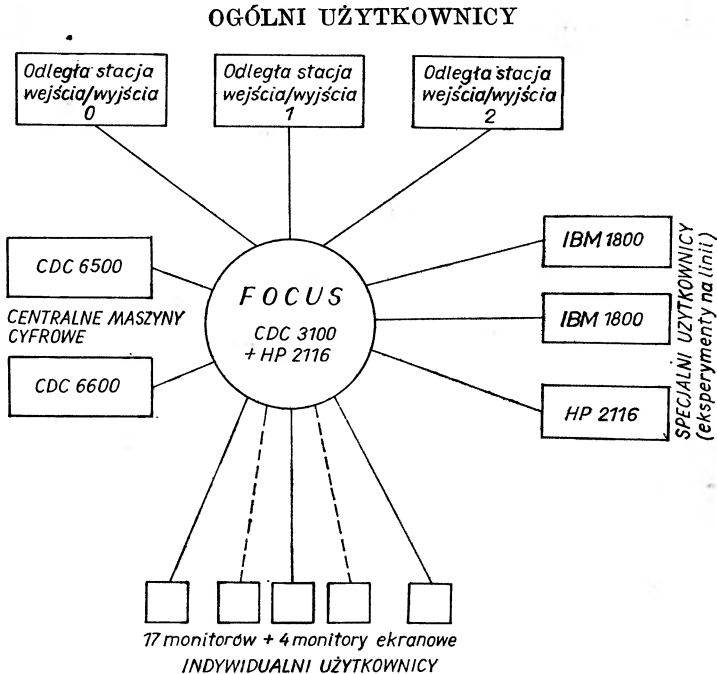 OGÓLNI UŻYTKOWNICY
Odległa stacja
wejścia/wyjścia
0
Odległa stacja
wejścia/wyjścia
1
Odległa stacja
wejścia/wyjścia
2
CDC 6500
CENTRALNE MASZYNY
CYFROWE
CDC 6600
FOCUS
CDC 3100
+ HP 2116
IBM 1800
IBM 1800
HP 2116
SPECJALNI UŻYTKOWNICY
(eksperymenty na linii)
17 monitorów + 4 monitory ekranowe
INDYWIDUALNI UŻYTKOWNICY